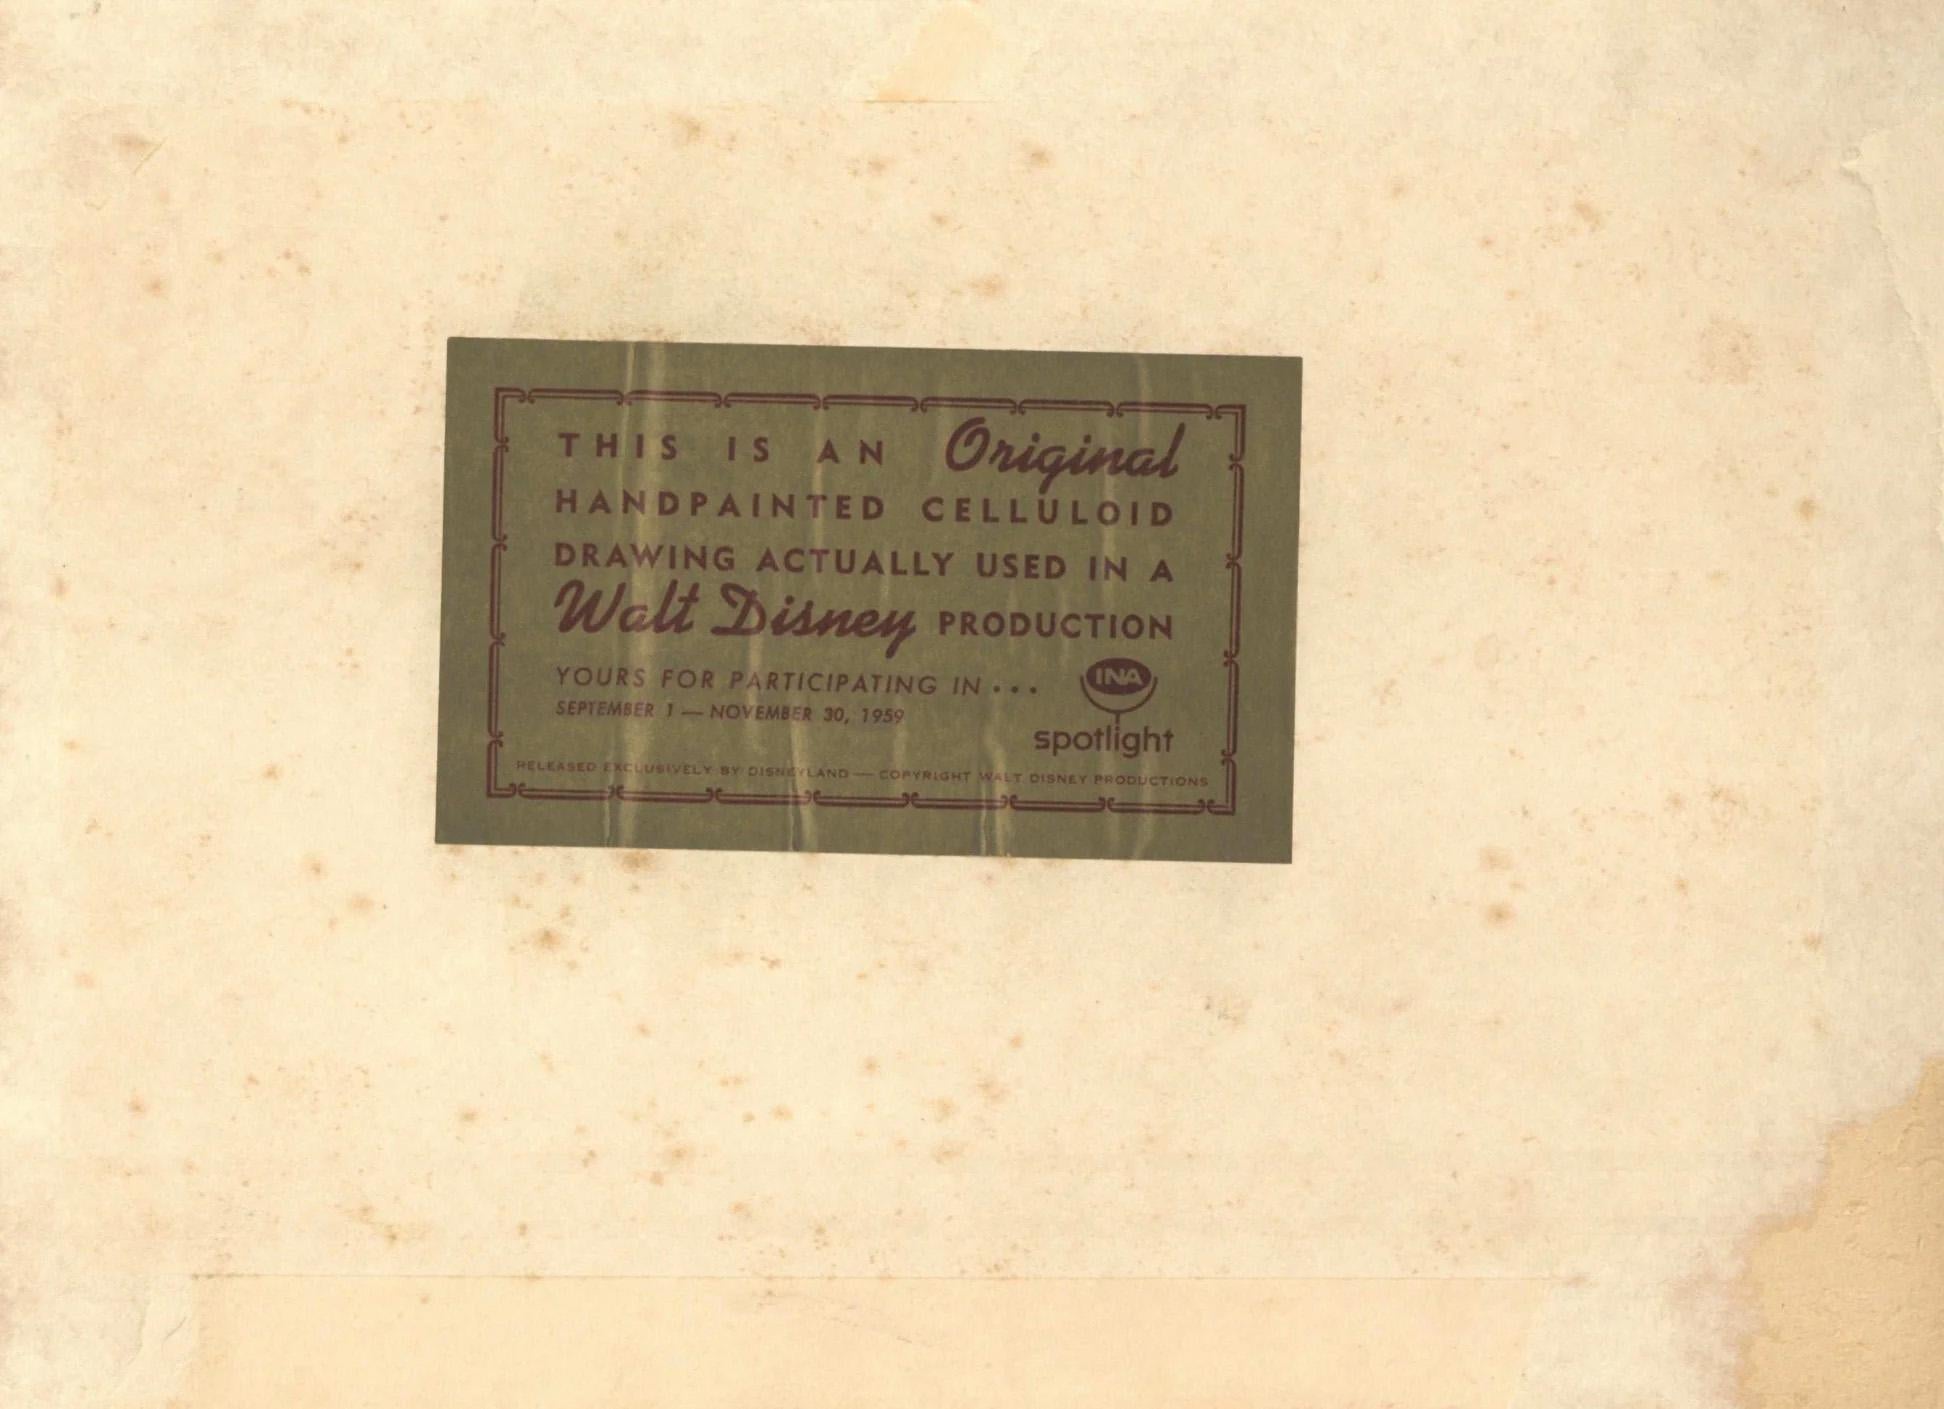 THIS IS AN Original
HANDPAINTED CELLULOID
DRAWING ACTUALLY USED IN A
Walt Disney PRODUCTION
YOURS FOR PARTICIPATING IN...
SEPTEMBER 1 — NOVEMBER 30, 1959
INA
spotlight
RELEASED EXCLUSIVELY BY DISNEYLAND — COPYRIGHT WALT DISNEY PRODUCTIONS